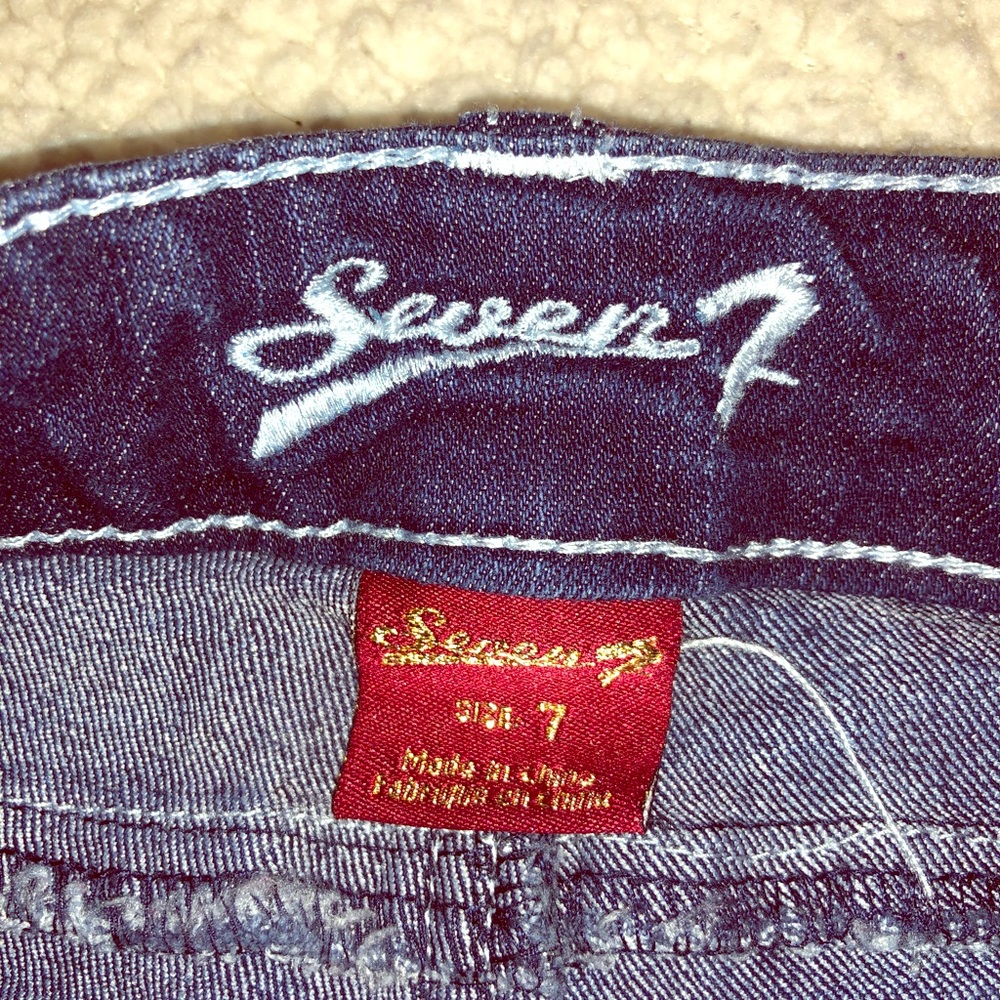 Seven 7
Seven 7
SIZE 7
Made in China
Fabriqué en Chine